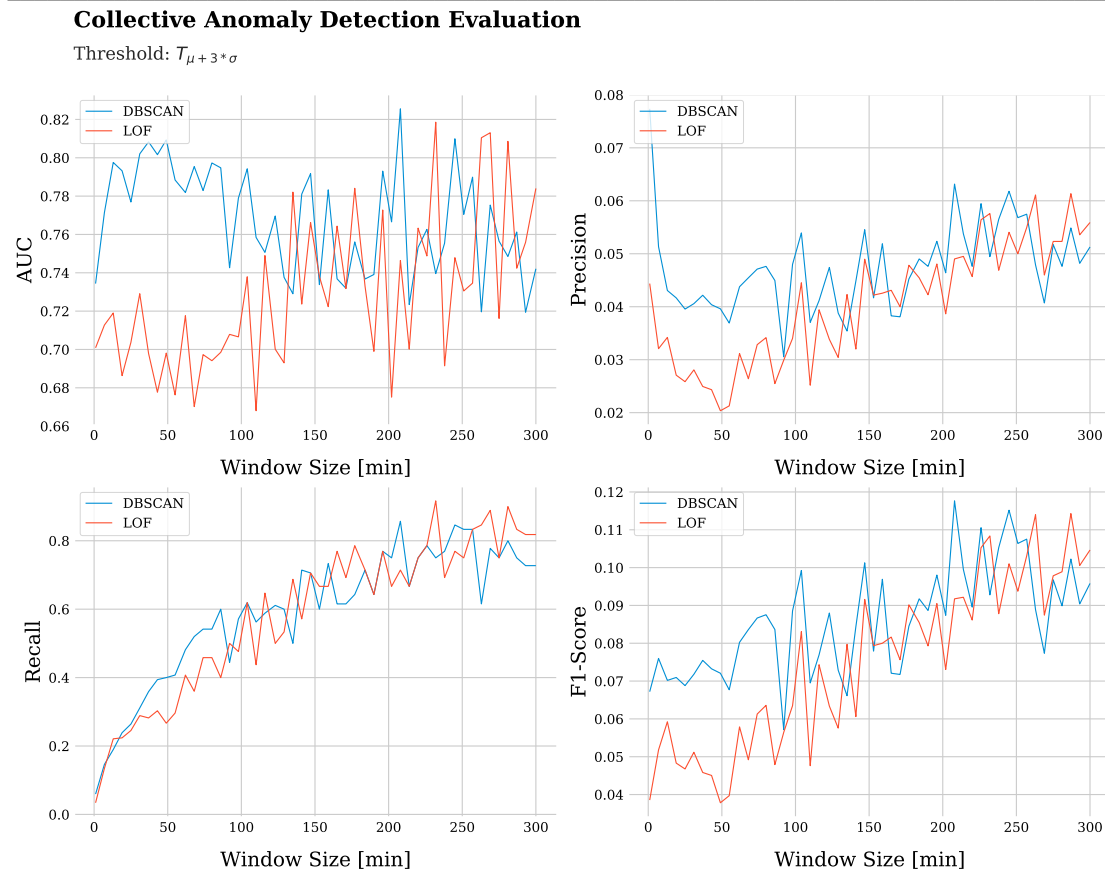 Collective Anomaly Detection Evaluation
Threshold: T_{μ+3*σ}
DBSCAN
LOF
AUC
0.82
0.80
0.78
0.76
0.74
0.72
0.70
0.68
0.66
0 50 100 150 200 250 300
Window Size [min]
DBSCAN
LOF
Precision
0.08
0.07
0.06
0.05
0.04
0.03
0.02
0 50 100 150 200 250 300
Window Size [min]
DBSCAN
LOF
Recall
0.8
0.6
0.4
0.2
0.0
0 50 100 150 200 250 300
Window Size [min]
DBSCAN
LOF
F1-Score
0.12
0.11
0.10
0.09
0.08
0.07
0.06
0.05
0.04
0 50 100 150 200 250 300
Window Size [min]